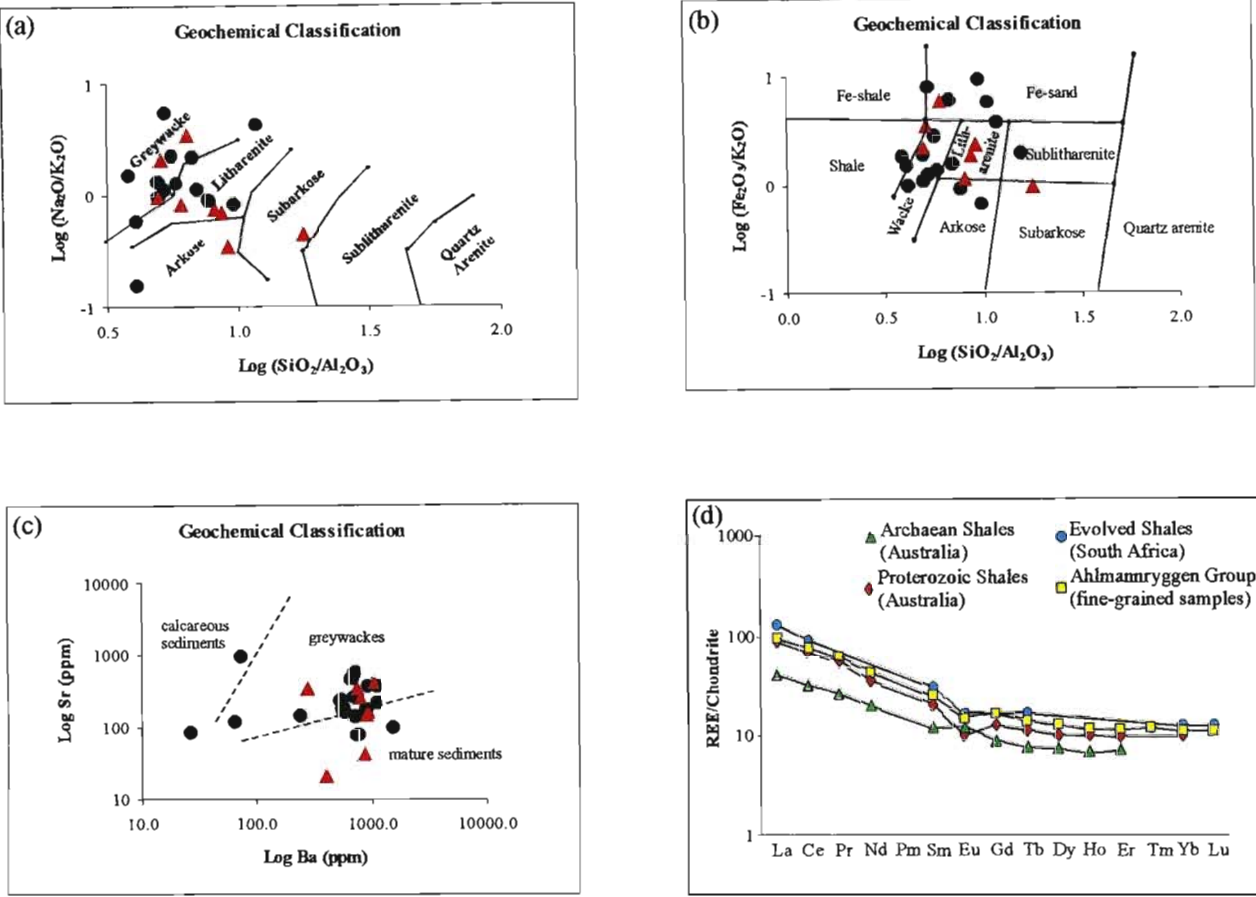 (a)
Geochemical Classification
1
0
-1
Log (Na₂O/K₂O)
Greywacke
Litharenite
Arkose
Subarkose
Sublitharenite
Quartz
Arenite
0.5 1.0 1.5 2.0
Log (SiO₂/Al₂O₃)
(b)
Geochemical Classification
1
0
-1
Log (Fe₂O₃/K₂O)
Fe-shale
Fe-sand
Shale
Wacke
Lith-
arenite
Sublitharenite
Arkose
Subarkose
Quartz arenite
0.0 0.5 1.0 1.5 2.0
Log (SiO₂/Al₂O₃)
(c)
Geochemical Classification
10000
1000
100
10
Log Sr (ppm)
calcareous
sediments
greywackes
mature sediments
10.0 100.0 1000.0 10000.0
Log Ba (ppm)
(d)
Archaean Shales
(Australia)
Evolved Shales
(South Africa)
Proterozoic Shales
(Australia)
Ahlmannryggen Group
(fine-grained samples)
1000
100
10
1
REE/Chondrite
La Ce Pr Nd Pm Sm Eu Gd Tb Dy Ho Er Tm Yb Lu